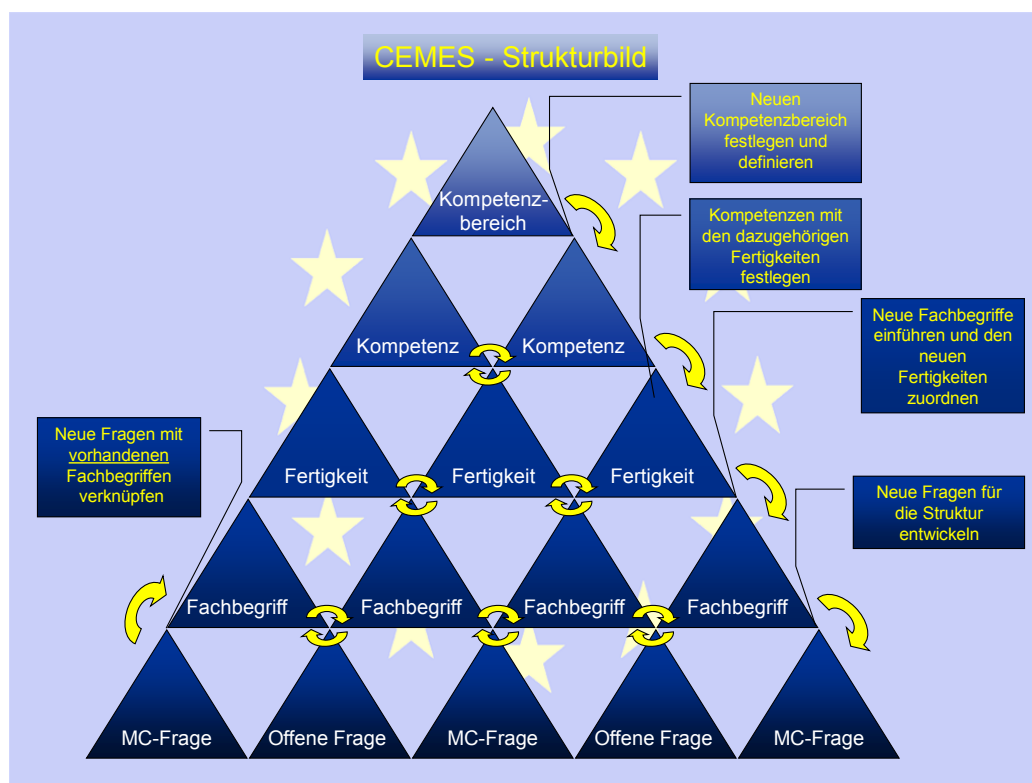 CEMES - Strukturbild
Neuen
Kompetenzbereich
festlegen und
definieren
Kompetenz-
bereich
Kompetenzen mit
den dazugehörigen
Fertigkeiten
festlegen
Kompetenz
Kompetenz
Neue Fachbegriffe
einführen und den
neuen
Fertigkeiten
zuordnen
Neue Fragen mit
vorhandenen
Fachbegriffen
verknüpfen
Fertigkeit
Fertigkeit
Fertigkeit
Neue Fragen für
die Struktur
entwickeln
Fachbegriff
Fachbegriff
Fachbegriff
Fachbegriff
MC-Frage
Offene Frage
MC-Frage
Offene Frage
MC-Frage